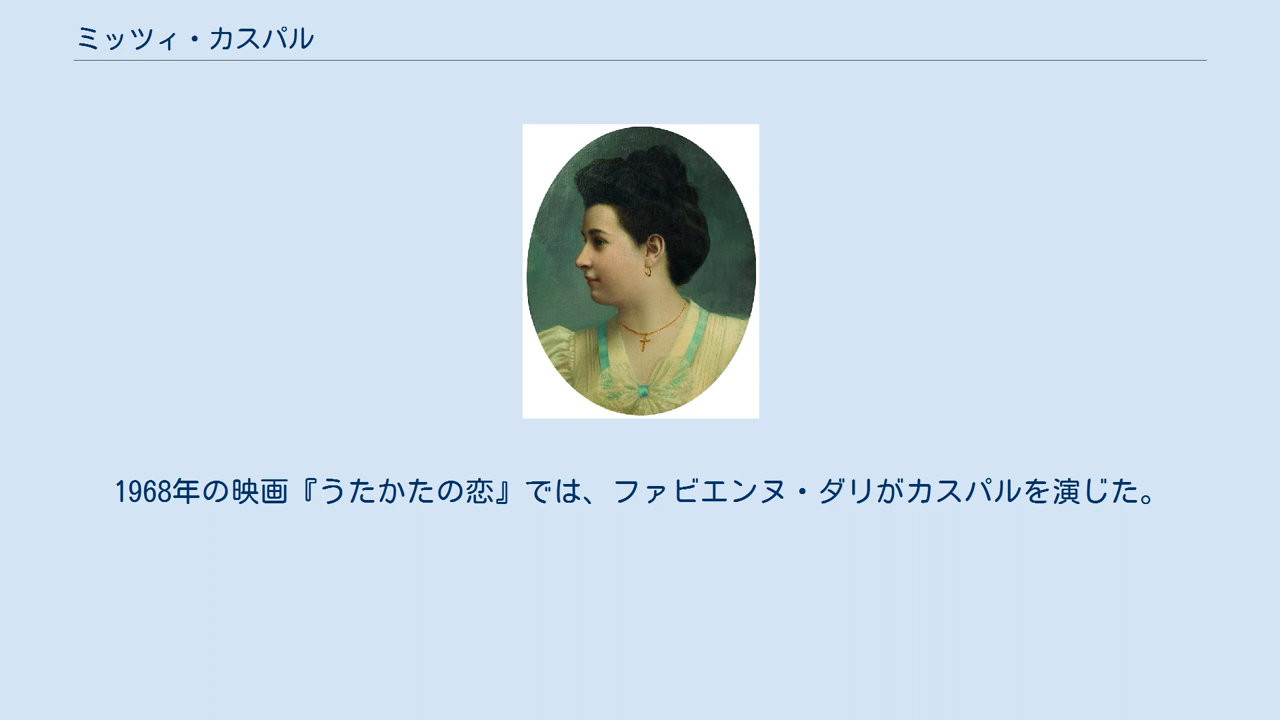 ミッツィ・カスパル
1968年の映画『うたかたの恋』では、ファビエンヌ・ダリがカスパルを演じた。